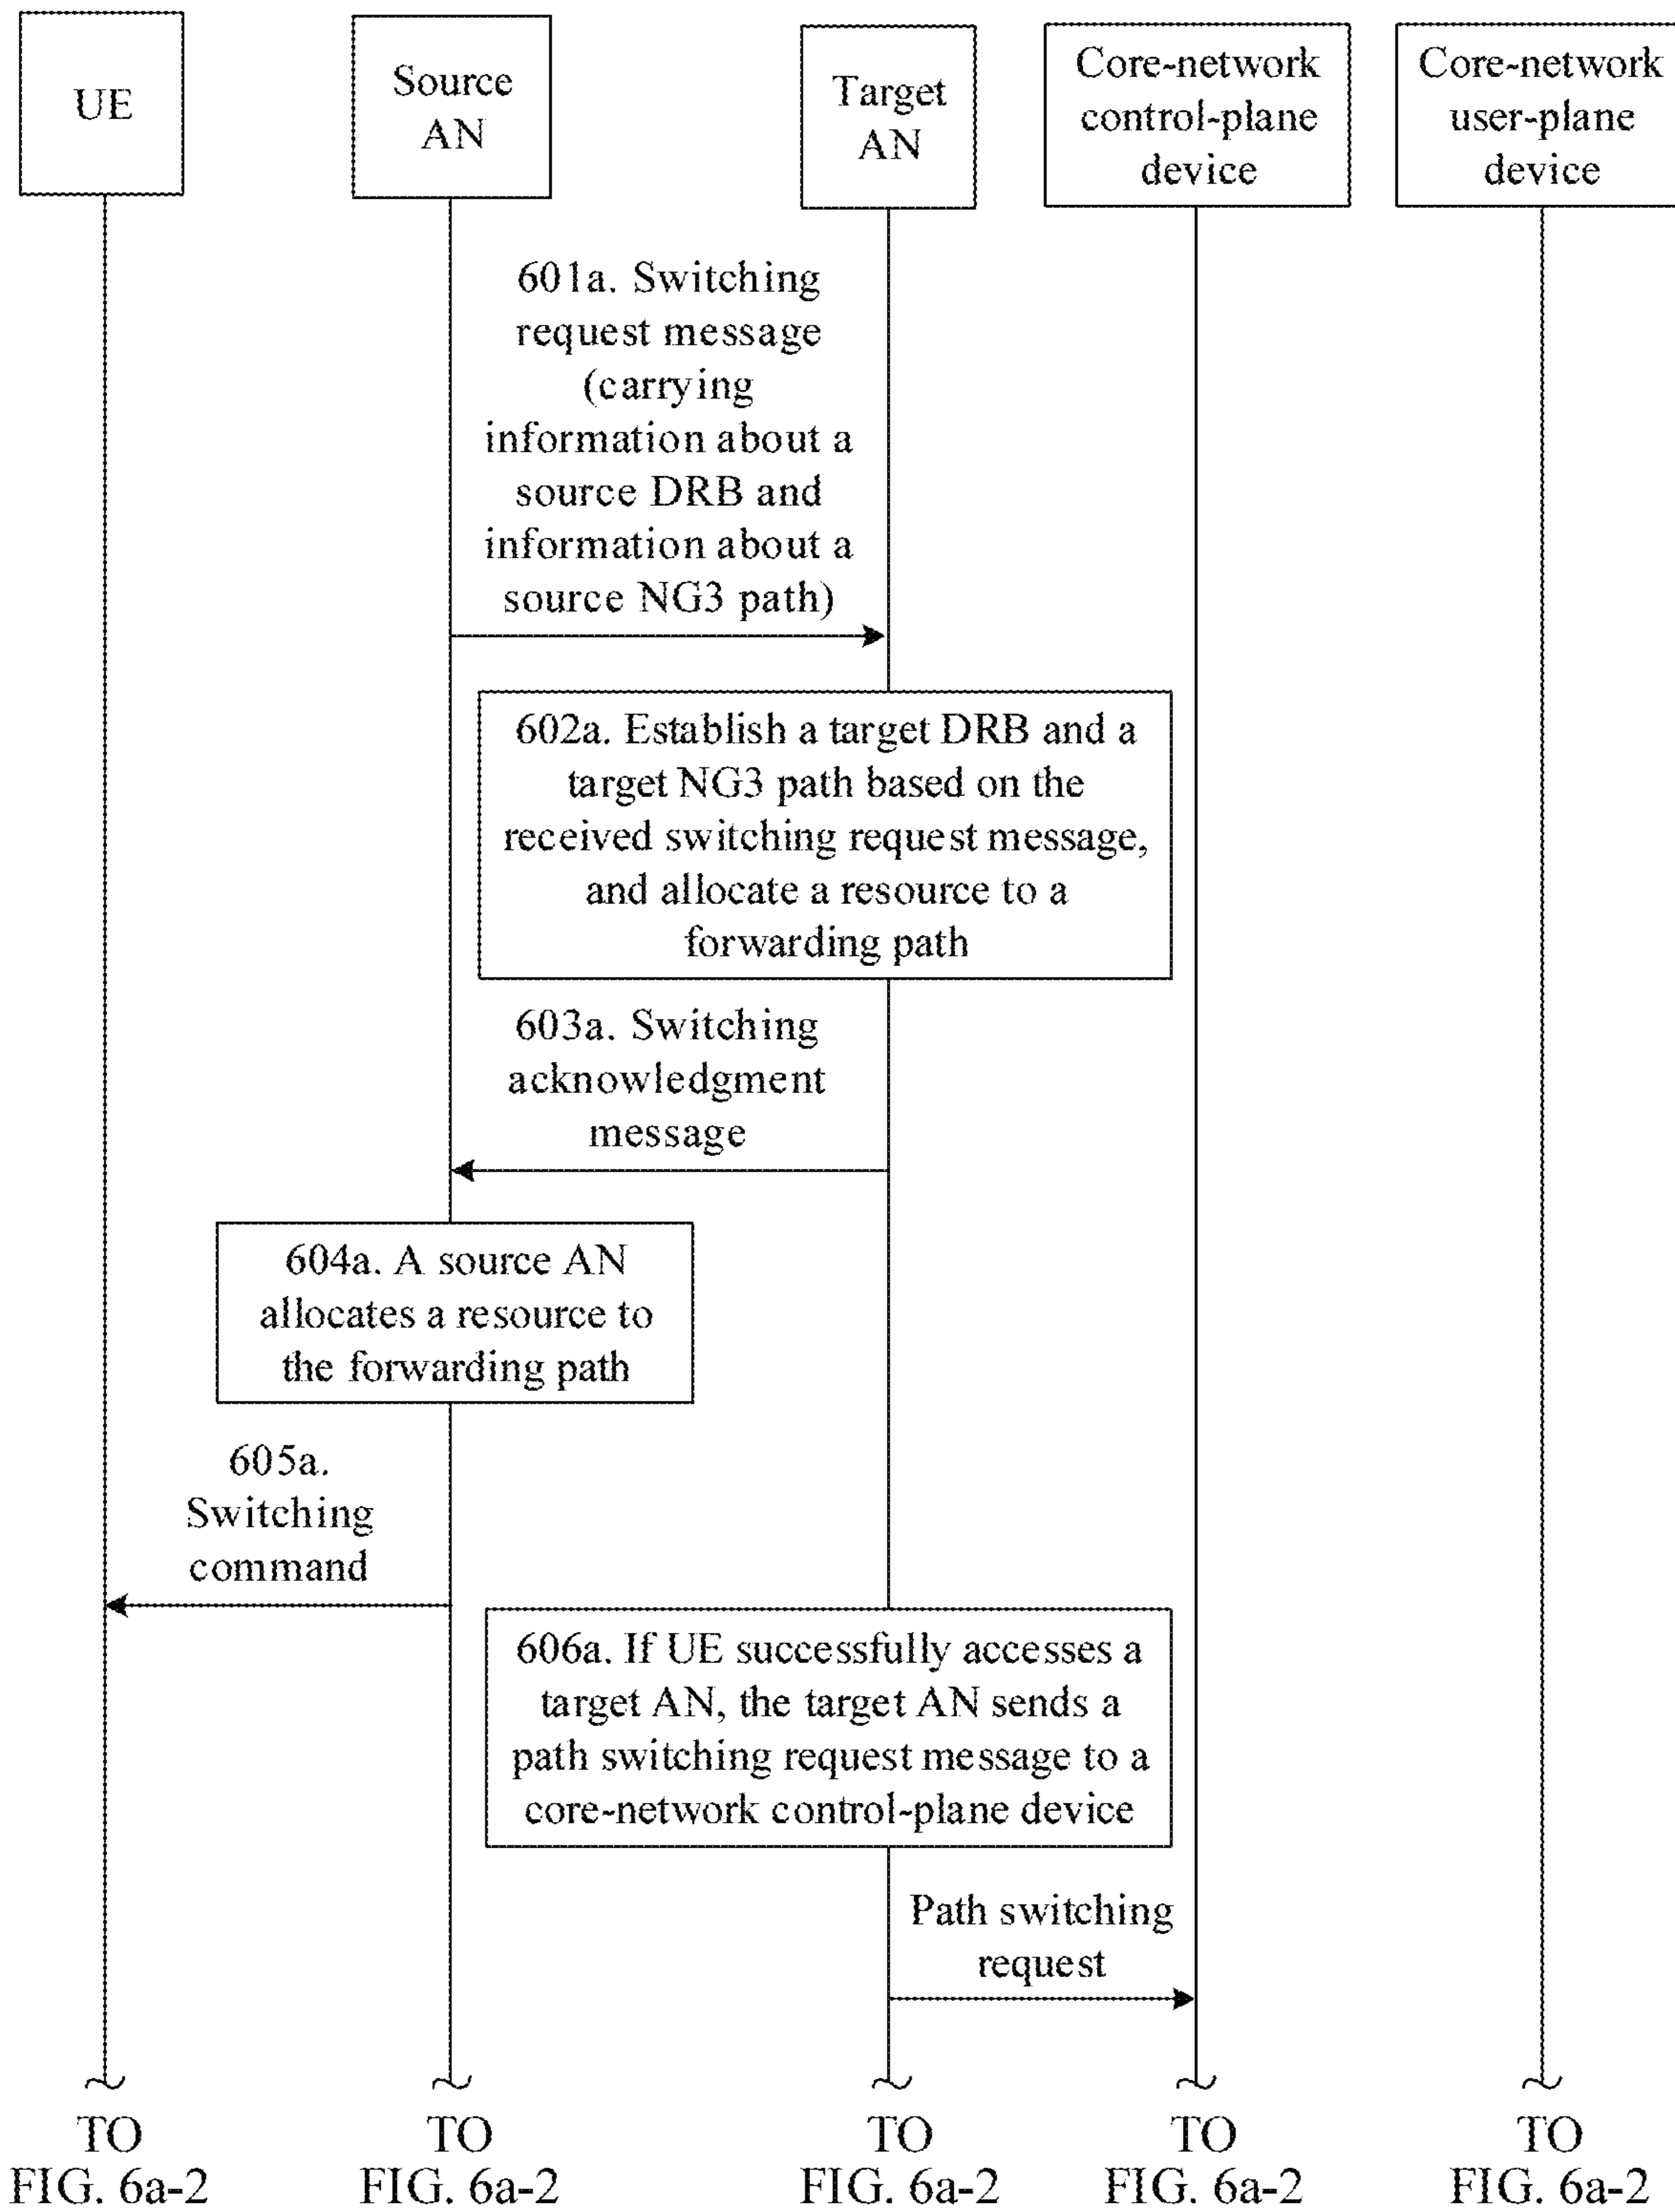 UE
Source
AN
Target
AN
Core-network
control-plane
device
Core-network
user-plane
device
601a. Switching
request message
(carrying
information about a
source DRB and
information about a
source NG3 path)
602a. Establish a target DRB and a
target NG3 path based on the
received switching request message,
and allocate a resource to a
forwarding path
603a. Switching
acknowledgment
message
604a. A source AN
allocates a resource to
the forwarding path
605a.
Switching
command
606a. If UE successfully accesses a
target AN, the target AN sends a
path switching request message to a
core-network control-plane device
Path switching
request
TO
FIG. 6a-2
TO
FIG. 6a-2
TO
FIG. 6a-2
TO
FIG. 6a-2
TO
FIG. 6a-2